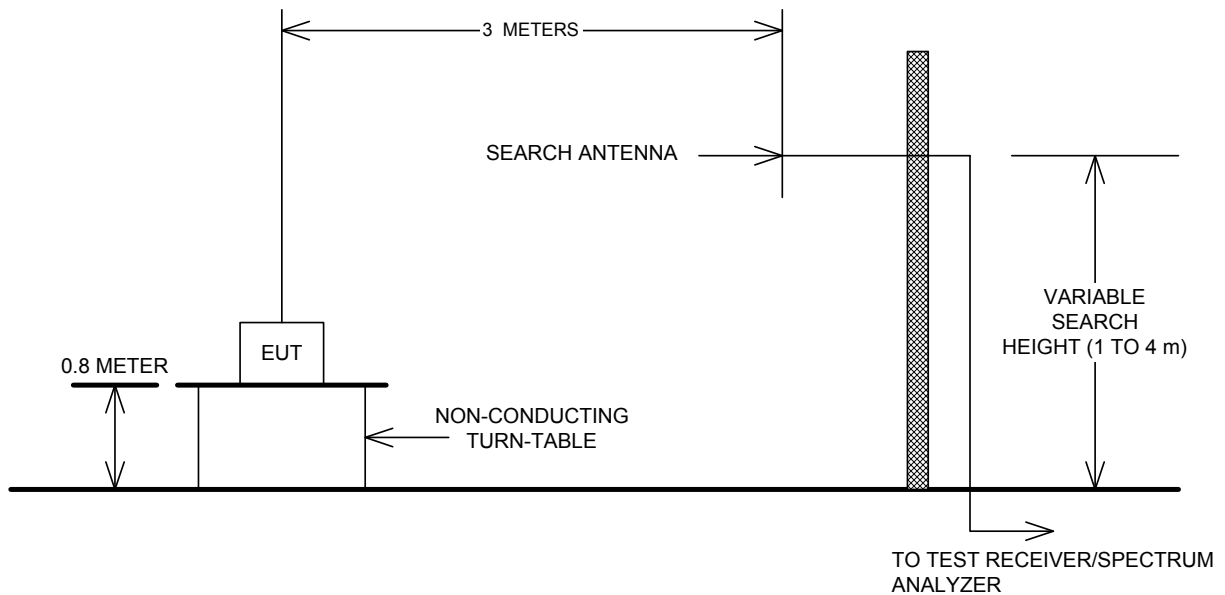 3 METERS
SEARCH ANTENNA
EUT
0.8 METER
NON-CONDUCTING
TURN-TABLE
VARIABLE
SEARCH
HEIGHT (1 TO 4 m)
TO TEST RECEIVER/SPECTRUM
ANALYZER